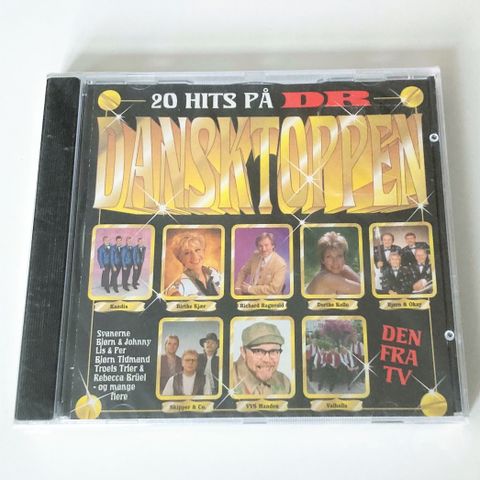 20 HITS PÅ DR
DANSKTOPPEN
Kandis
Birthe Kjær
Richard Ragnvald
Dorthe Kollo
Bjørn & Okay
Svanerne
Bjørn & Johnny
Lis & Per
Bjørn Tidmand
Troels Trier &
Rebecca Brüel
- og mange
flere
DEN
FRA
TV
Skipper & Co.
VVS Manden
Valhalla